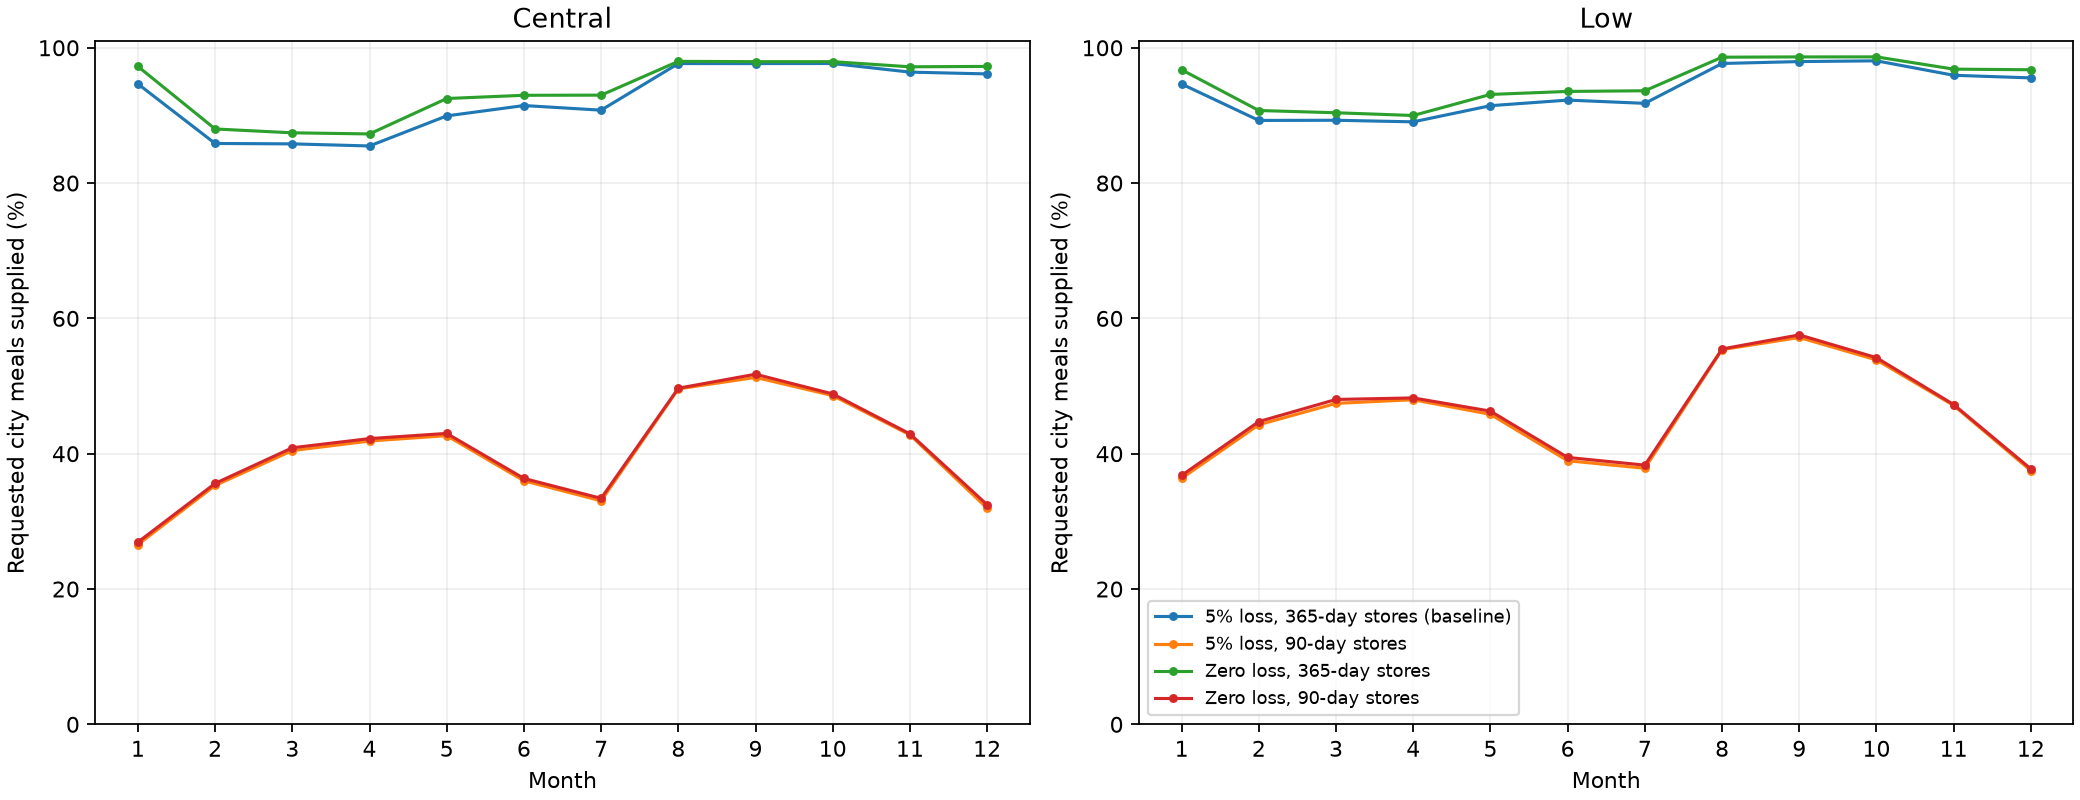 Central
Requested city meals supplied (%)
100
80
60
40
20
0
1 2 3 4 5 6 7 8 9 10 11 12
Month
Low
Requested city meals supplied (%)
100
80
60
40
20
0
5% loss, 365-day stores (baseline)
5% loss, 90-day stores
Zero loss, 365-day stores
Zero loss, 90-day stores
1 2 3 4 5 6 7 8 9 10 11 12
Month